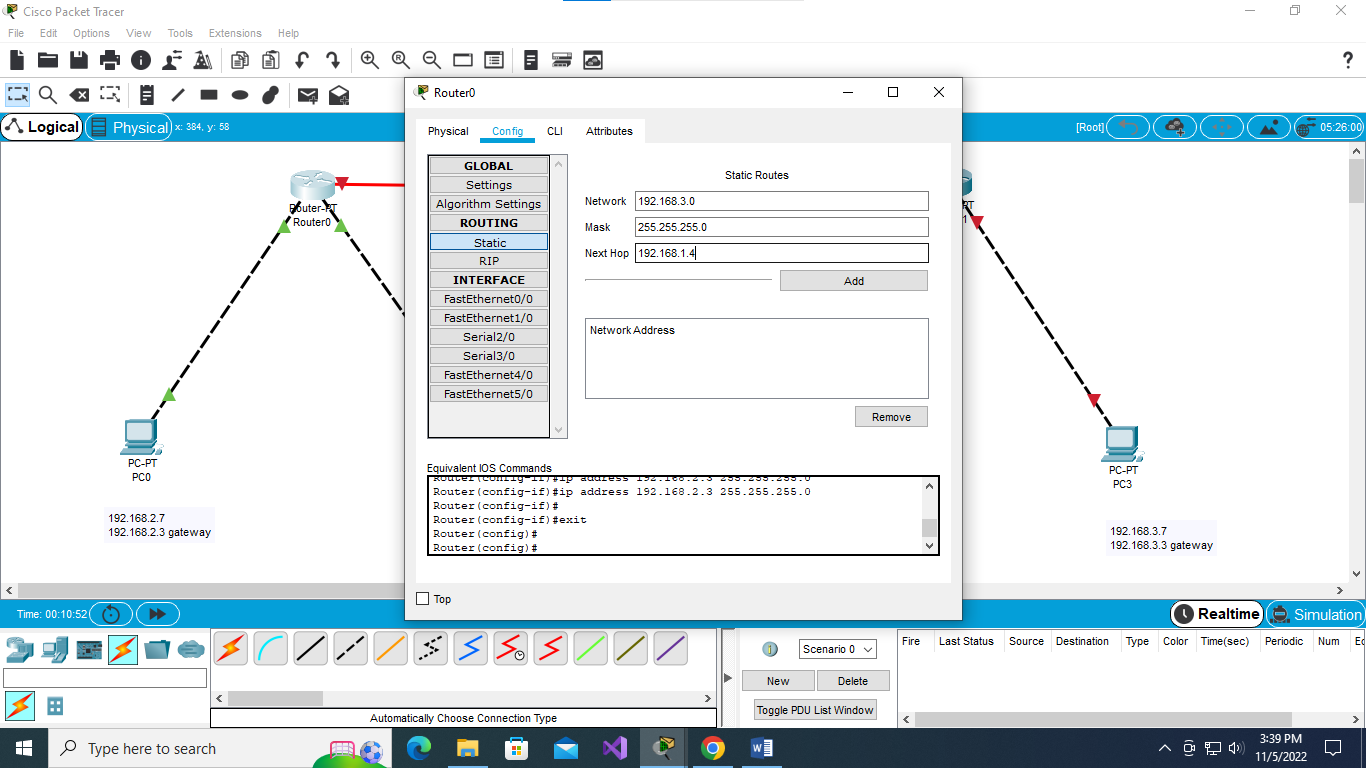 Cisco Packet Tracer
File Edit Options View Tools Extensions Help
Logical
Physical
x: 384, y: 58
[Root]
05:26:00
Router-PT
Router0
PC-PT
PC0
192.168.2.7
192.168.2.3 gateway
Router0
Physical Config CLI Attributes
GLOBAL
Settings
Algorithm Settings
ROUTING
Static
RIP
INTERFACE
FastEthernet0/0
FastEthernet1/0
Serial2/0
Serial3/0
FastEthernet4/0
FastEthernet5/0
Static Routes
Network 192.168.3.0
Mask 255.255.255.0
Next Hop 192.168.1.4
Add
Network Address
Remove
Equivalent IOS Commands
Router(config-if)#ip address 192.168.2.3 255.255.255.0
Router(config-if)#ip address 192.168.2.3 255.255.255.0
Router(config-if)#
Router(config-if)#exit
Router(config)#
Router(config)#
Top
PT
1
PC-PT
PC3
192.168.3.7
192.168.3.3 gateway
Time: 00:10:52
Realtime
Simulation
Automatically Choose Connection Type
Scenario 0
New Delete
Toggle PDU List Window
Fire Last Status Source Destination Type Color Time(sec) Periodic Num Ec
Type here to search
3:39 PM
11/5/2022